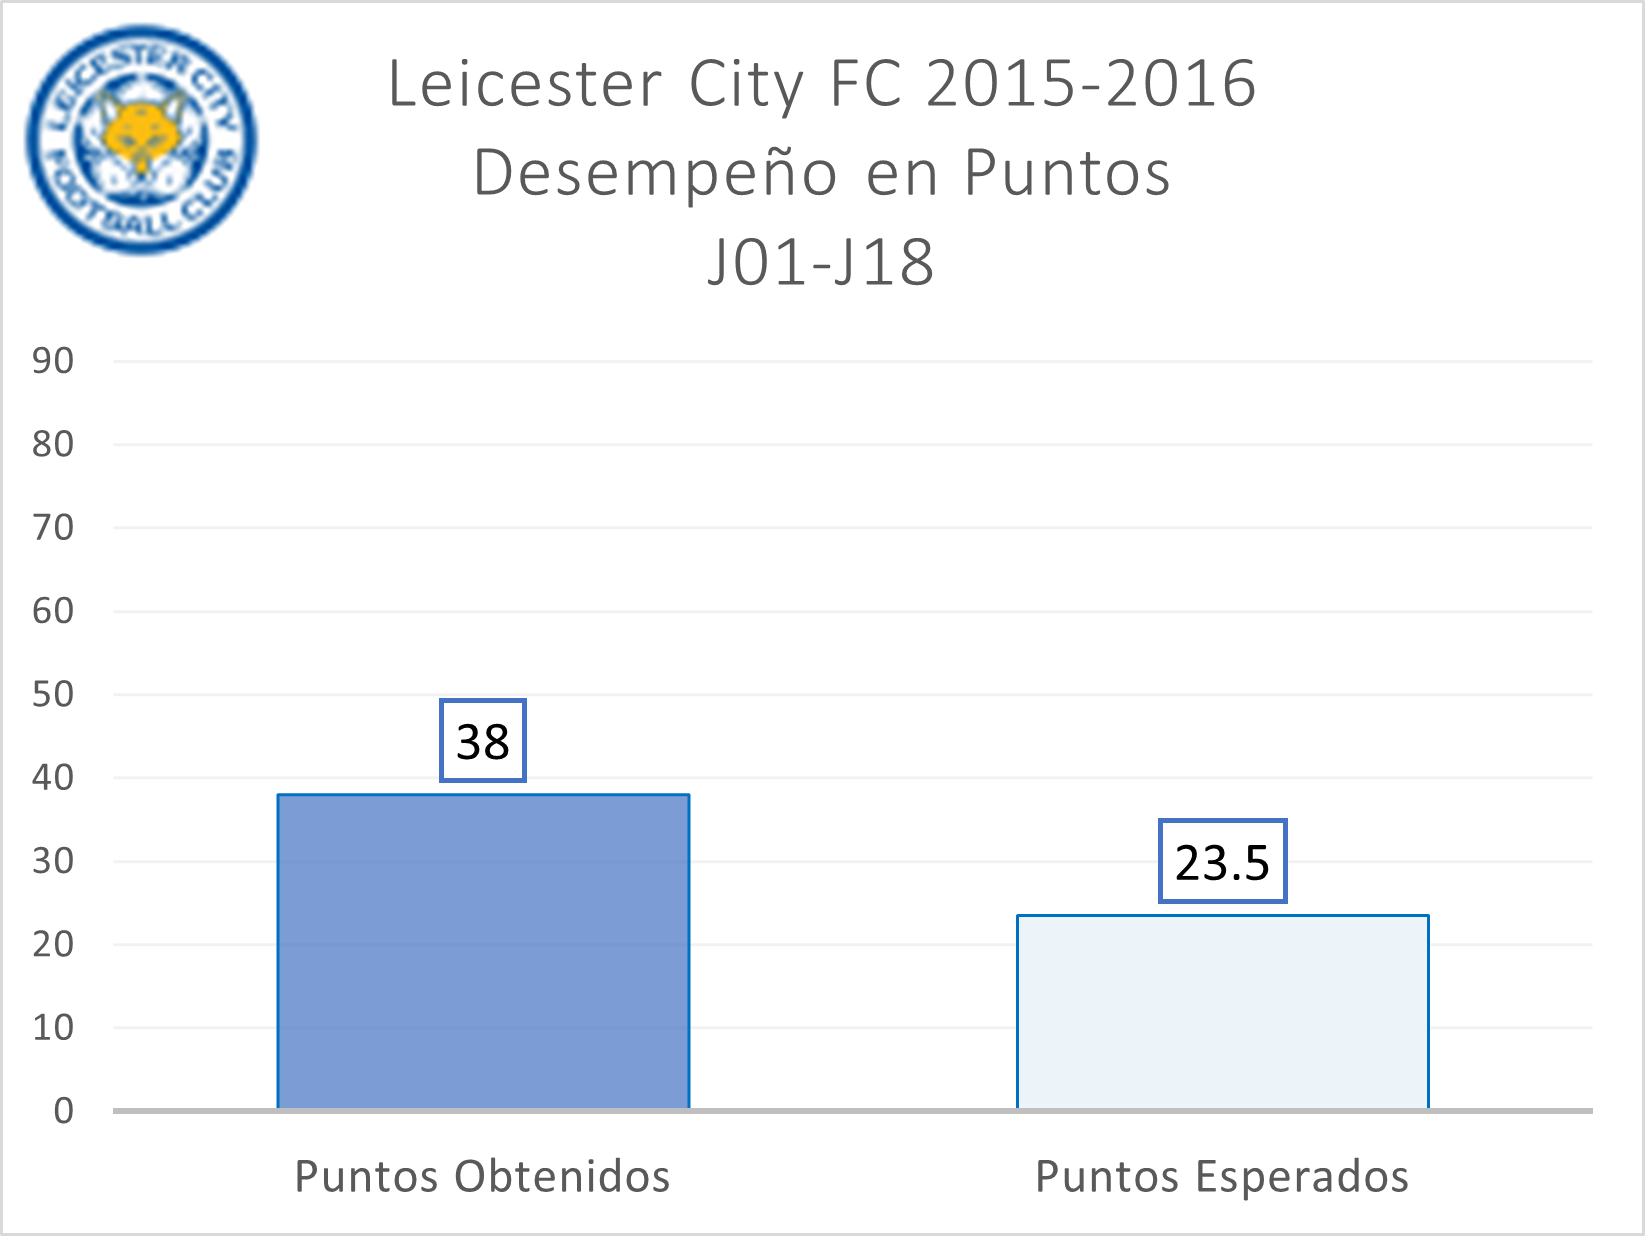 LEICESTER CITY
FOOTBALL CLUB
Leicester City FC 2015-2016
Desempeño en Puntos
J01-J18
90
80
70
60
50
40
30
20
10
0
38
23.5
Puntos Obtenidos
Puntos Esperados